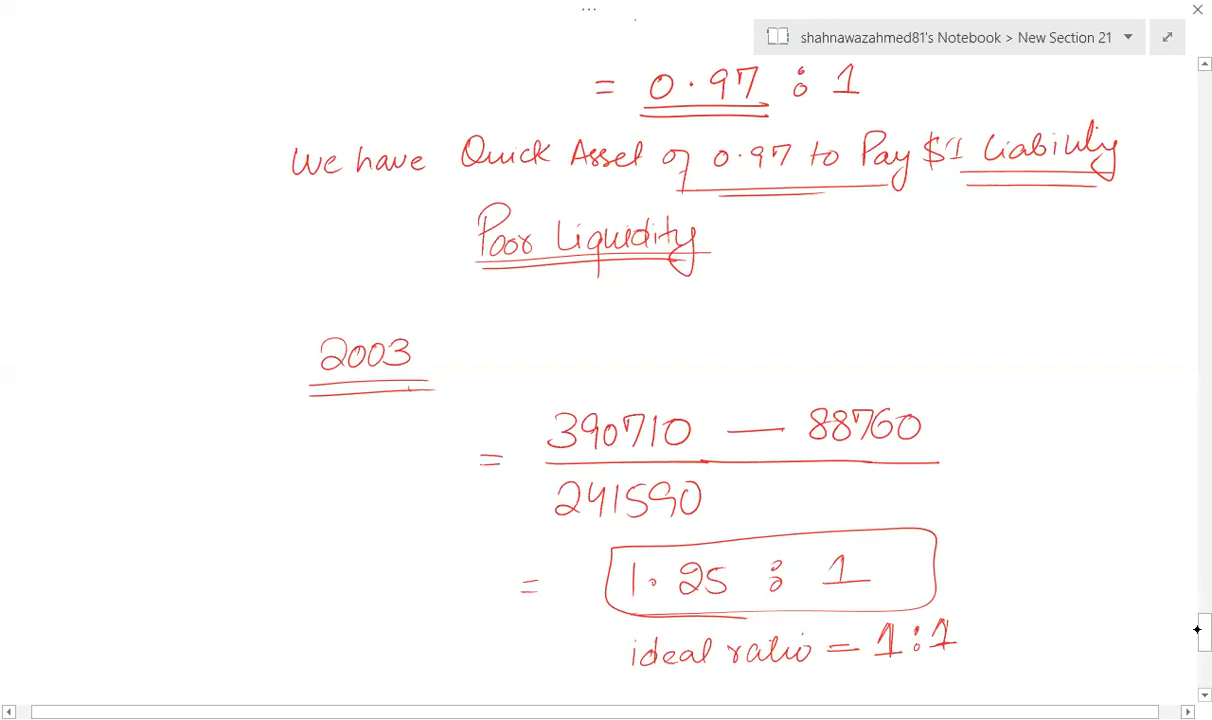 shahnawazahmed81's Notebook > New Section 21
= 0.97 : 1
We have Quick Asset of 0.97 to Pay $1 Liability
Poor Liquidity
2003
= 390710 — 88760
241590
= 1.25 : 1
ideal ratio = 1:1